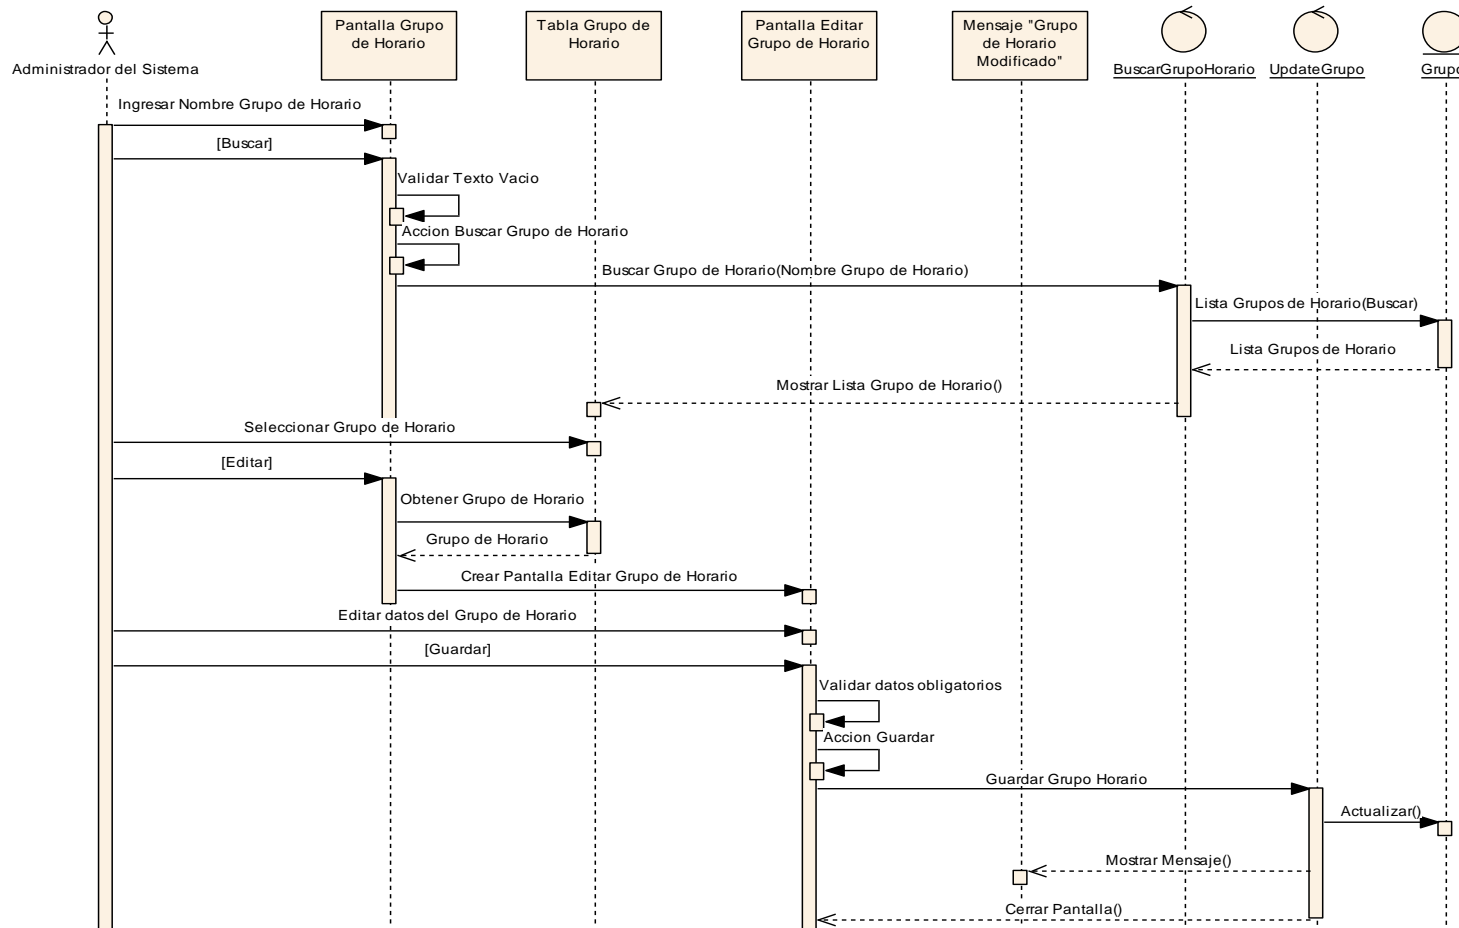 Pantalla Grupo
de Horario
Tabla Grupo de
Horario
Pantalla Editar
Grupo de Horario
Mensaje "Grupo
de Horario
Modificado"
Administrador del Sistema
BuscarGrupoHorario
UpdateGrupo
Grupo
Ingresar Nombre Grupo de Horario
[Buscar]
Validar Texto Vacio
Accion Buscar Grupo de Horario
Buscar Grupo de Horario(Nombre Grupo de Horario)
Lista Grupos de Horario(Buscar)
Lista Grupos de Horario
Mostrar Lista Grupo de Horario()
Seleccionar Grupo de Horario
[Editar]
Obtener Grupo de Horario
Grupo de Horario
Crear Pantalla Editar Grupo de Horario
Editar datos del Grupo de Horario
[Guardar]
Validar datos obligatorios
Accion Guardar
Guardar Grupo Horario
Actualizar()
Mostrar Mensaje()
Cerrar Pantalla()